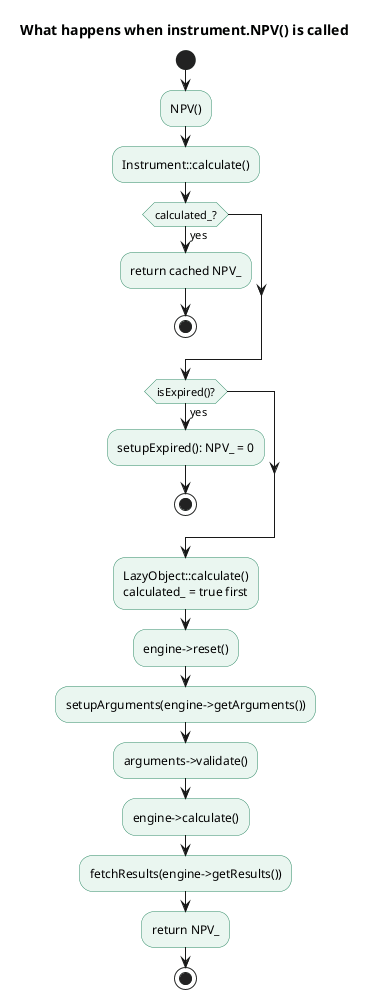 What happens when instrument.NPV() is called
NPV()
Instrument::calculate()
calculated_?
yes
return cached NPV_
isExpired()?
yes
setupExpired(): NPV_ = 0
LazyObject::calculate()
calculated_ = true first
engine->reset()
setupArguments(engine->getArguments())
arguments->validate()
engine->calculate()
fetchResults(engine->getResults())
return NPV_